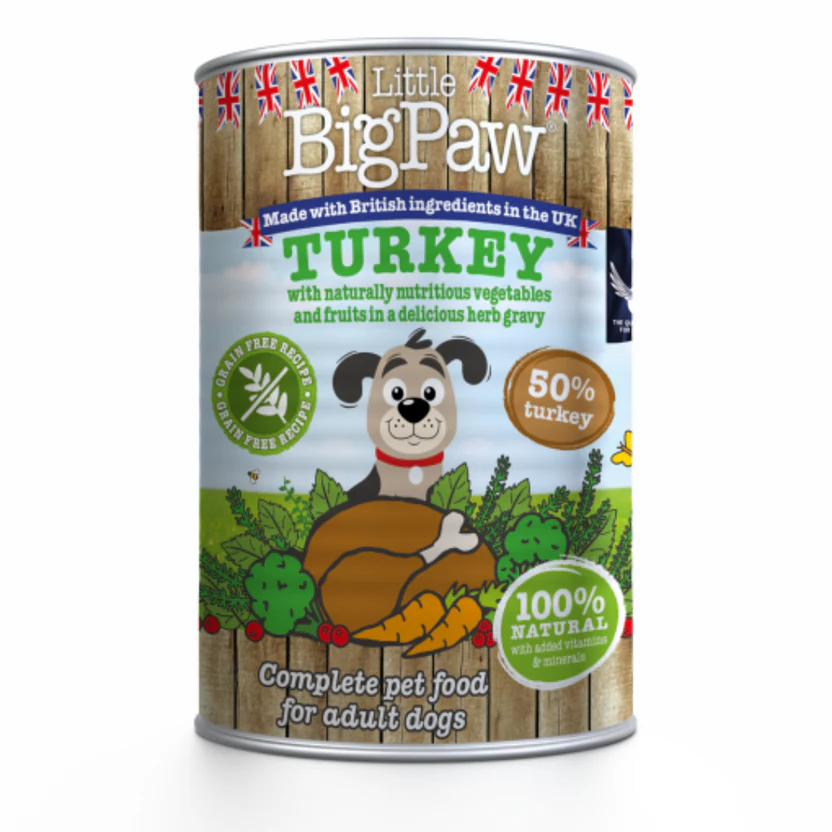 Little
BigPaw®
Made with British ingredients in the UK
TURKEY
with naturally nutritious vegetables
and fruits in a delicious herb gravy
GRAIN FREE RECIPE • GRAIN FREE RECIPE •
50%
turkey
100%
NATURAL
with added vitamins
& minerals
Complete pet food
for adult dogs